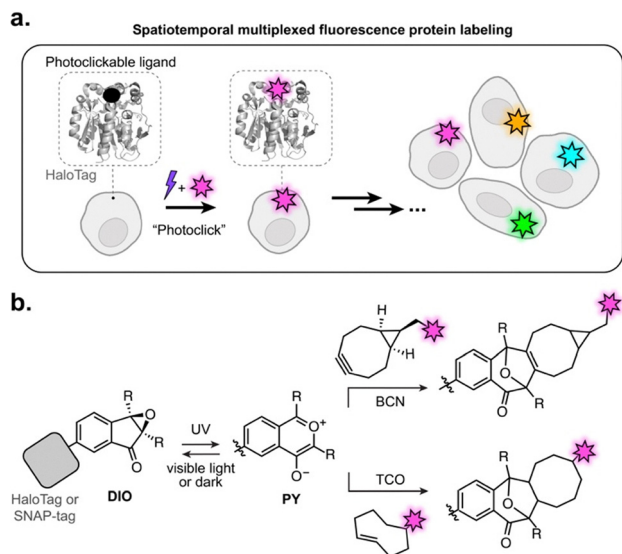 a.
Spatiotemporal multiplexed fluorescence protein labeling
Photoclickable ligand
HaloTag
+
"Photoclick"
...
b.
H
H
R
O
O
R
BCN
R
O
R
O
HaloTag or
SNAP-tag
DIO
UV
visible light
or dark
R
O+
R
O−
PY
TCO
R
O
O
R